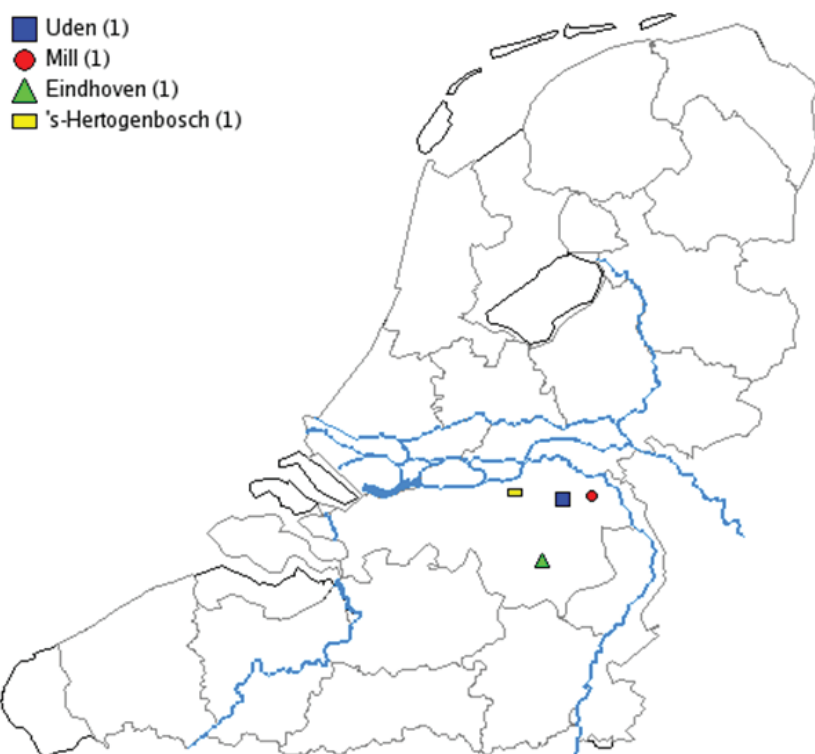 Uden (1)
Mill (1)
Eindhoven (1)
's-Hertogenbosch (1)